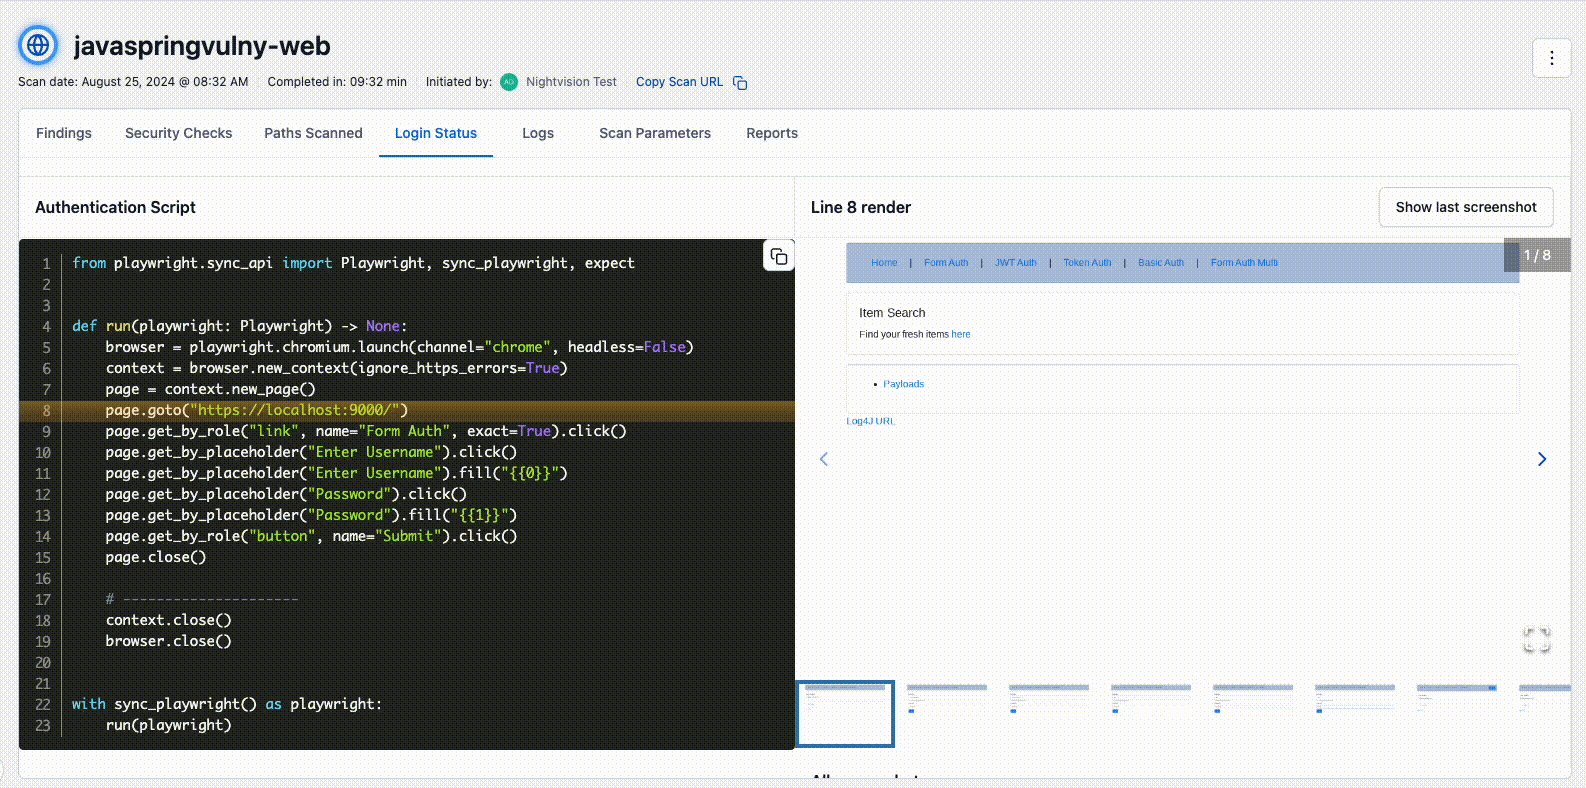 javaspringvulny-web
Scan date: August 25, 2024 @ 08:32 AM Completed in: 09:32 min Initiated by: Nightvision Test Copy Scan URL
Findings Security Checks Paths Scanned Login Status Logs Scan Parameters Reports
Authentication Script
1 from playwright.sync_api import Playwright, sync_playwright, expect
2
3
4 def run(playwright: Playwright) -> None:
5     browser = playwright.chromium.launch(channel="chrome", headless=False)
6     context = browser.new_context(ignore_https_errors=True)
7     page = context.new_page()
8     page.goto("https://localhost:9000/")
9     page.get_by_role("link", name="Form Auth", exact=True).click()
10     page.get_by_placeholder("Enter Username").click()
11     page.get_by_placeholder("Enter Username").fill("{{0}}")
12     page.get_by_placeholder("Password").click()
13     page.get_by_placeholder("Password").fill("{{1}}")
14     page.get_by_role("button", name="Submit").click()
15     page.close()
16
17     # ---------------------
18     context.close()
19     browser.close()
20
21
22 with sync_playwright() as playwright:
23     run(playwright)
Line 8 render
Show last screenshot
1 / 8
Home | Form Auth | JWT Auth | Token Auth | Basic Auth | Form Auth Multi
Item Search
Find your fresh items here
Payloads
Log4J URL